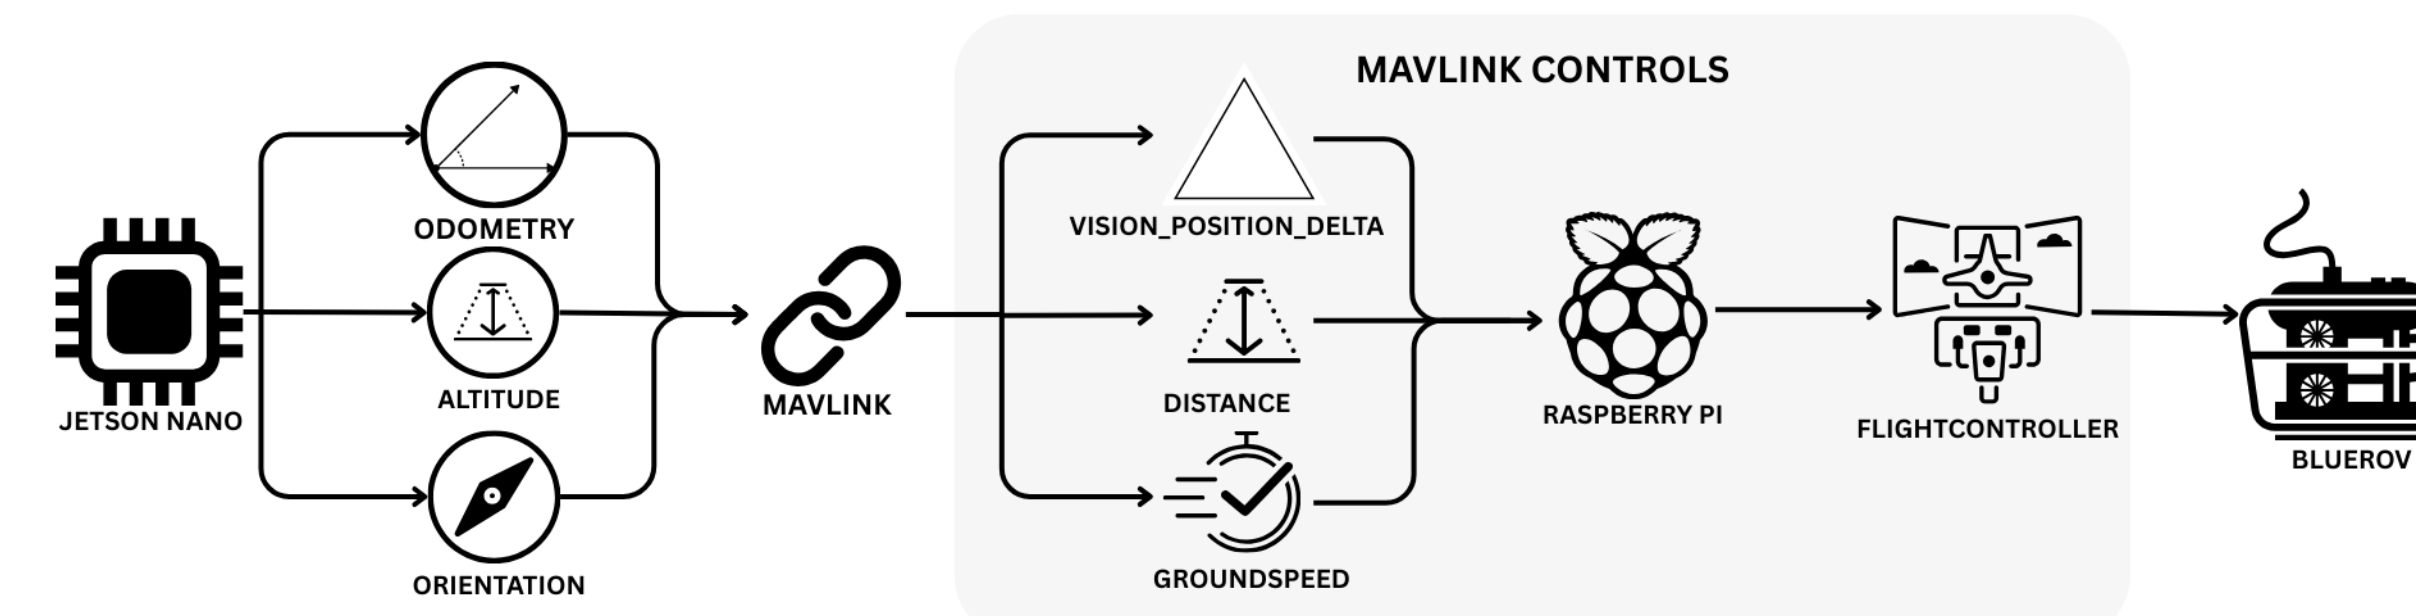 MAVLINK CONTROLS
ODOMETRY
VISION_POSITION_DELTA
ALTITUDE
JETSON NANO
MAVLINK
DISTANCE
RASPBERRY PI
FLIGHTCONTROLLER
BLUEROV
ORIENTATION
GROUNDSPEED